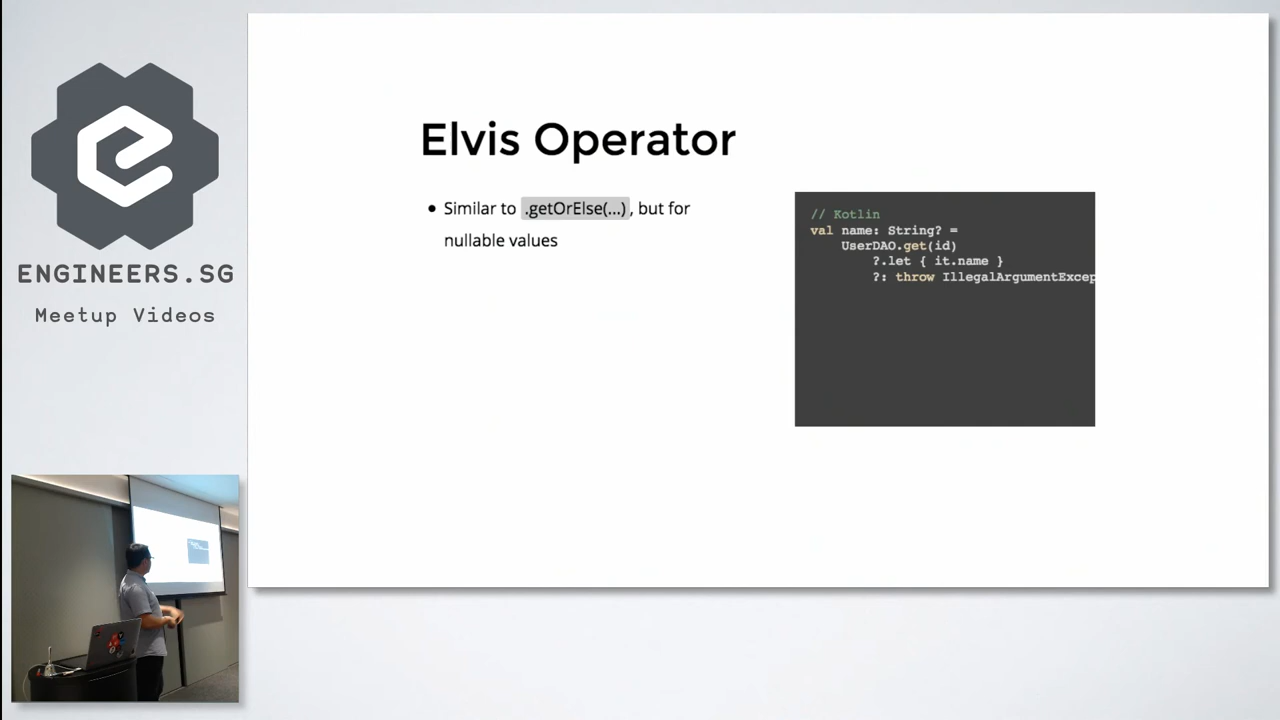 ENGINEERS.SG
Meetup Videos
Elvis Operator
• Similar to .getOrElse(...), but for
nullable values
// Kotlin
val name: String? =
UserDAO.get(id)
?.let { it.name }
?: throw IllegalArgumentExcep